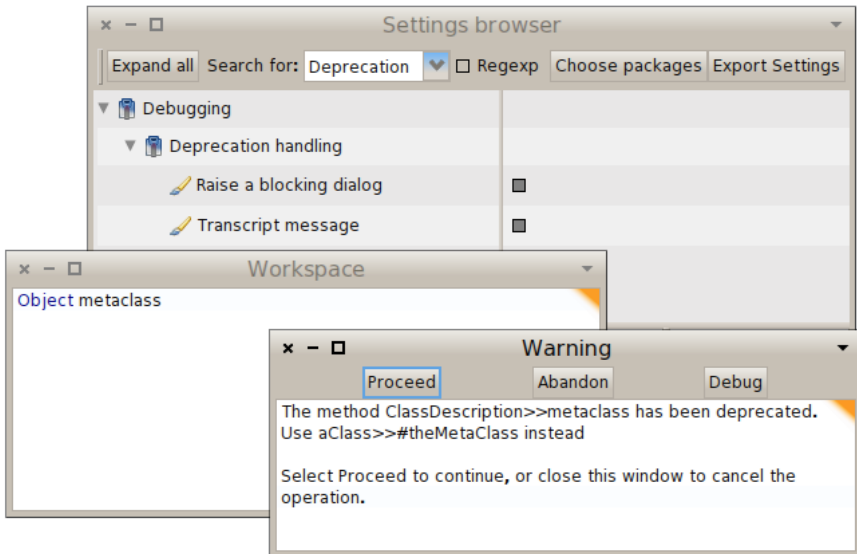 Settings browser
Expand all Search for: Deprecation Regexp Choose packages Export Settings
Debugging
Deprecation handling
Raise a blocking dialog
Transcript message
Workspace
Object metaclass
Warning
Proceed Abandon Debug
The method ClassDescription>>metaclass has been deprecated.
Use aClass>>#theMetaClass instead
Select Proceed to continue, or close this window to cancel the
operation.